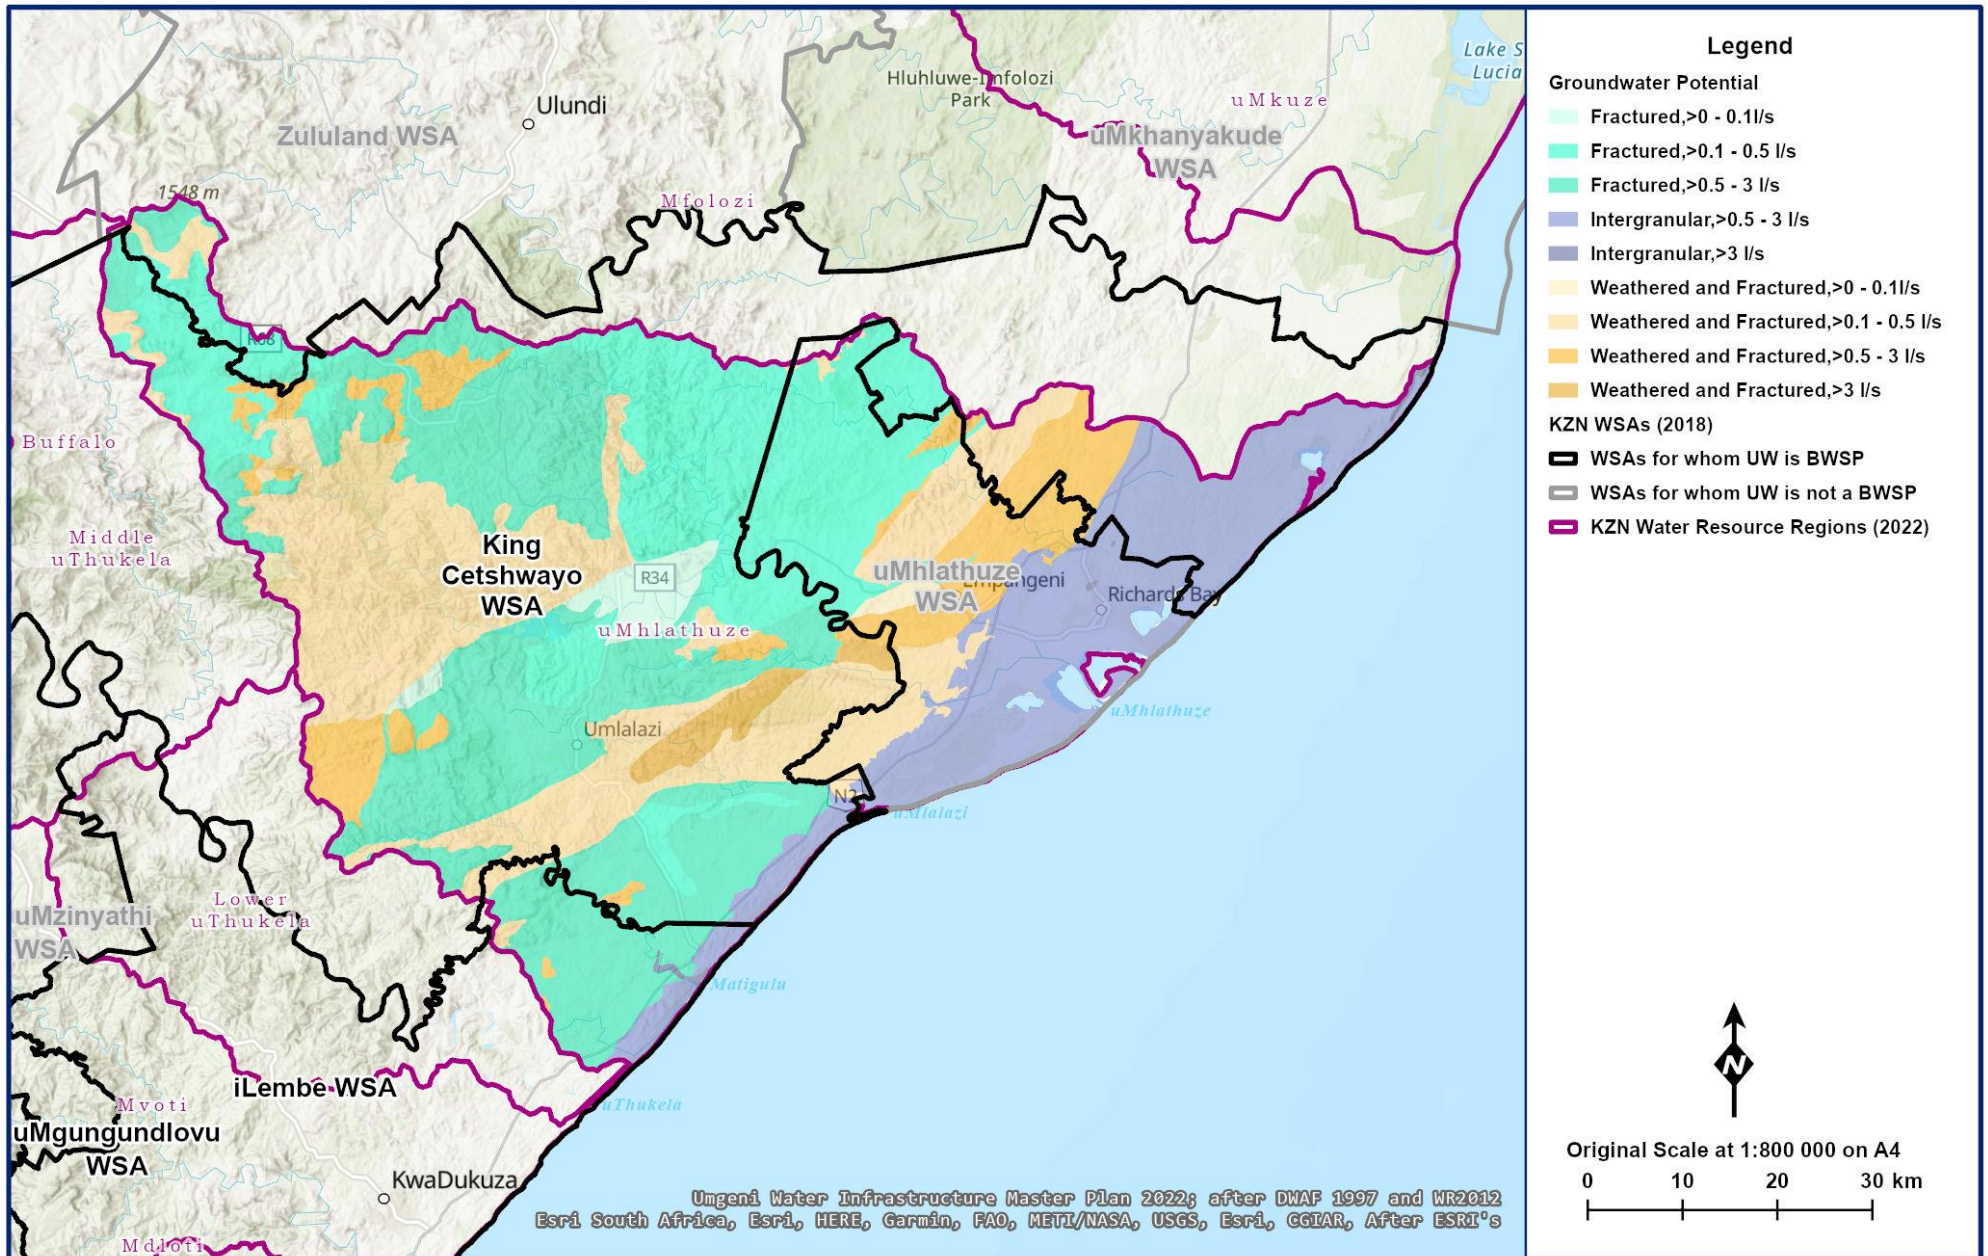 Ulundi
Zululand WSA
Hluhluwe-Imfolozi
Park
uMkuze
Lake S
Lucia
uMkhanyakude
WSA
1548 m
Mfolozi
R68
Buffalo
Middle
uThukela
King
Cetshwayo
WSA
R34
uMhlathuze
WSA
Empangeni
Richards Bay
uMhlathuze
uMhlathuze
Umlalazi
N2
uMlalazi
uMzinyathi
WSA
Lower
uThukela
Matigulu
iLembe WSA
Mvoti
uThukela
uMgungundlovu
WSA
KwaDukuza
Mdloti
Umgeni Water Infrastructure Master Plan 2022; after DWAF 1997 and WR2012
Esri South Africa, Esri, HERE, Garmin, FAO, METI/NASA, USGS, Esri, CGIAR, After ESRI's
Legend
Groundwater Potential
Fractured,>0 - 0.1l/s
Fractured,>0.1 - 0.5 l/s
Fractured,>0.5 - 3 l/s
Intergranular,>0.5 - 3 l/s
Intergranular,>3 l/s
Weathered and Fractured,>0 - 0.1l/s
Weathered and Fractured,>0.1 - 0.5 l/s
Weathered and Fractured,>0.5 - 3 l/s
Weathered and Fractured,>3 l/s
KZN WSAs (2018)
WSAs for whom UW is BWSP
WSAs for whom UW is not a BWSP
KZN Water Resource Regions (2022)
N
Original Scale at 1:800 000 on A4
0 10 20 30 km